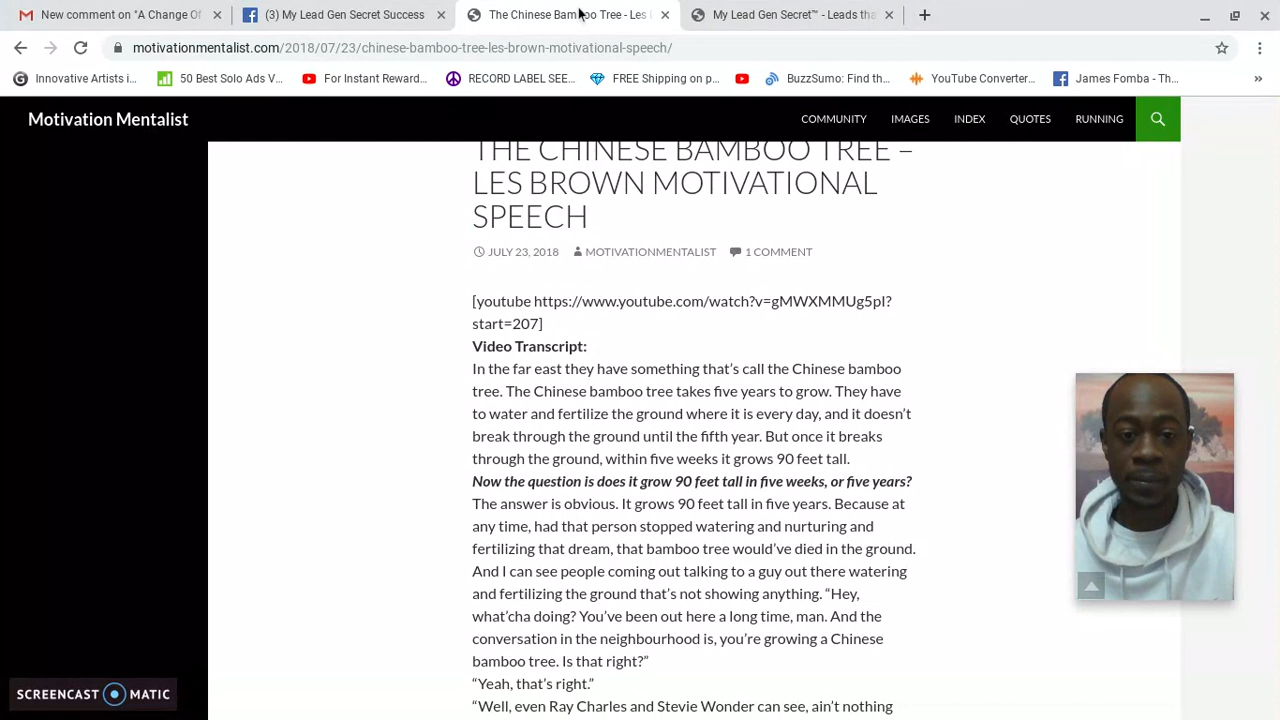 New comment on "A Change Of
(3) My Lead Gen Secret Success
The Chinese Bamboo Tree - Les
My Lead Gen Secret™ - Leads tha
motivationmentalist.com/2018/07/23/chinese-bamboo-tree-les-brown-motivational-speech/
Innovative Artists i...
50 Best Solo Ads V...
For Instant Reward...
RECORD LABEL SEE...
FREE Shipping on p...
BuzzSumo: Find th...
YouTube Converter...
James Fomba - Th...
Motivation Mentalist
COMMUNITY
IMAGES
INDEX
QUOTES
RUNNING
THE CHINESE BAMBOO TREE –
LES BROWN MOTIVATIONAL
SPEECH
JULY 23, 2018
MOTIVATIONMENTALIST
1 COMMENT
[youtube https://www.youtube.com/watch?v=gMWXMMUg5pI?
start=207]
Video Transcript:
In the far east they have something that’s call the Chinese bamboo
tree. The Chinese bamboo tree takes five years to grow. They have
to water and fertilize the ground where it is every day, and it doesn’t
break through the ground until the fifth year. But once it breaks
through the ground, within five weeks it grows 90 feet tall.
Now the question is does it grow 90 feet tall in five weeks, or five years?
The answer is obvious. It grows 90 feet tall in five years. Because at
any time, had that person stopped watering and nurturing and
fertilizing that dream, that bamboo tree would’ve died in the ground.
And I can see people coming out talking to a guy out there watering
and fertilizing the ground that’s not showing anything. “Hey,
what’cha doing? You’ve been out here a long time, man. And the
conversation in the neighbourhood is, you’re growing a Chinese
bamboo tree. Is that right?”
“Yeah, that’s right.”
“Well, even Ray Charles and Stevie Wonder can see, ain’t nothing
SCREENCAST MATIC